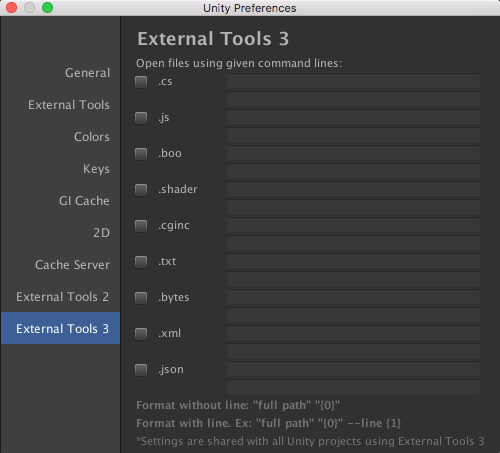 Unity Preferences
General
External Tools
Colors
Keys
GI Cache
2D
Cache Server
External Tools 2
External Tools 3
External Tools 3
Open files using given command lines:
.cs
.js
.boo
.shader
.cginc
.txt
.bytes
.xml
.json
Format without line: "full path" "{0}"
Format with line. Ex: "full path" "{0}" --line {1}
*Settings are shared with all Unity projects using External Tools 3